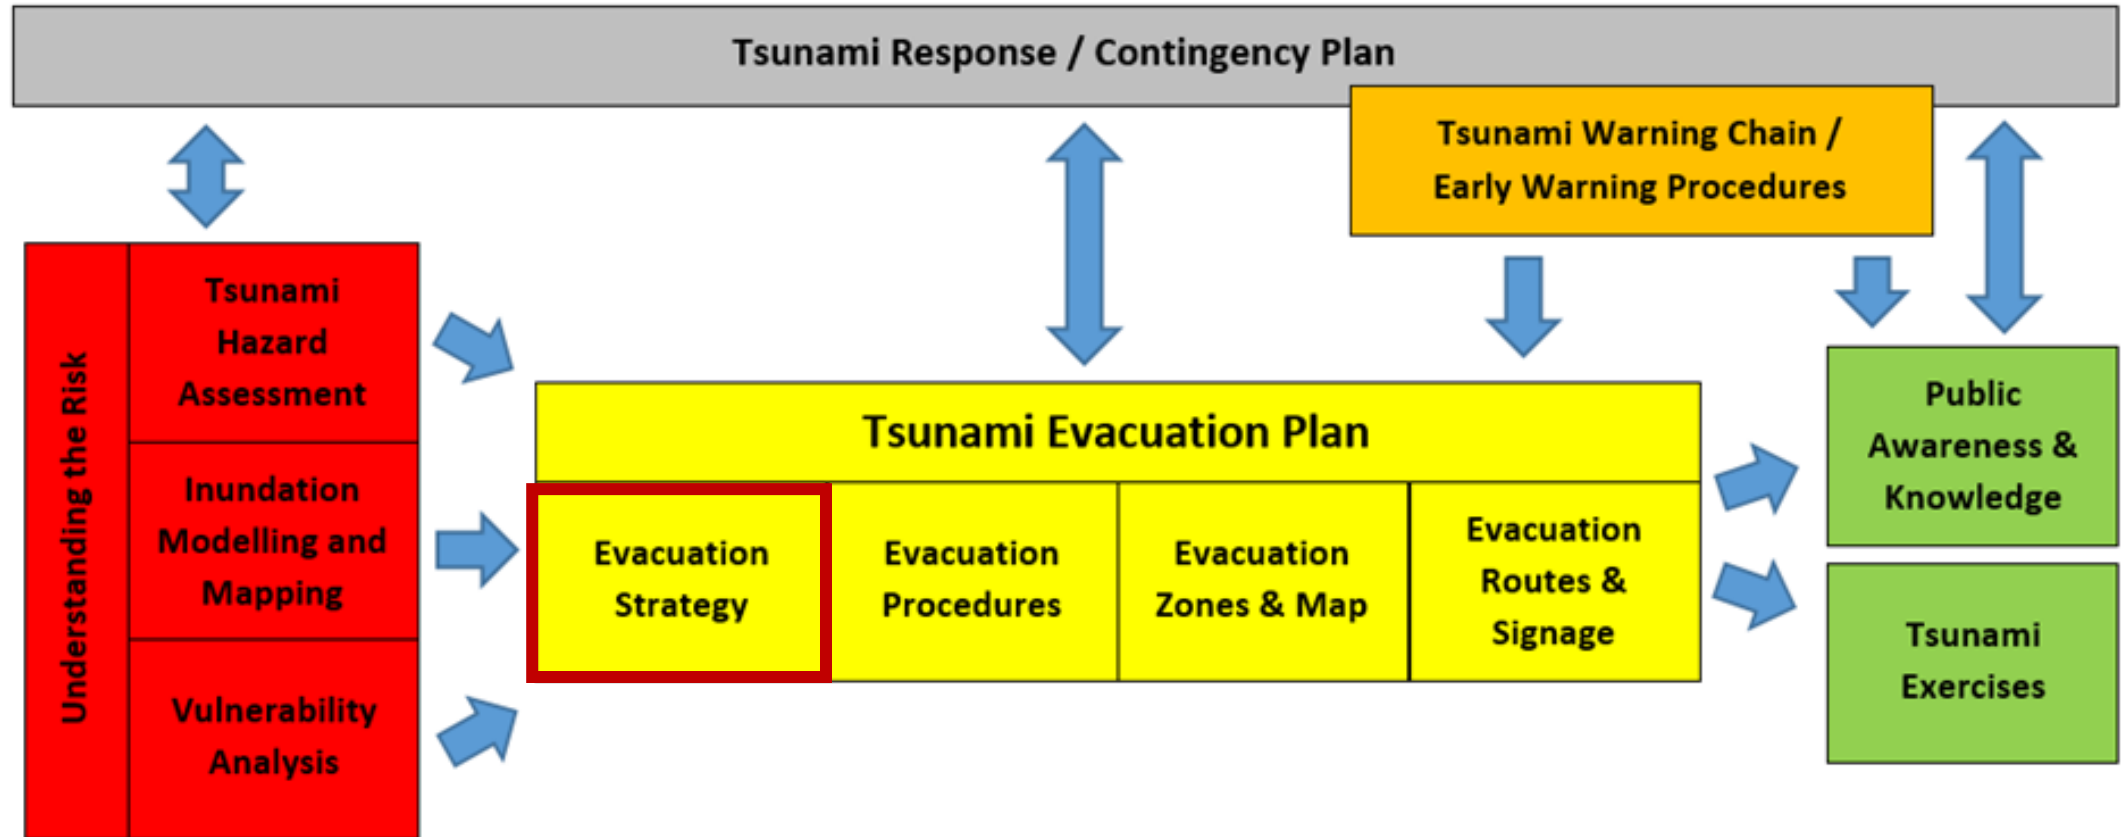 Tsunami Response / Contingency Plan
Tsunami Warning Chain /
Early Warning Procedures
Understanding the Risk
Tsunami
Hazard
Assessment
Inundation
Modelling and
Mapping
Vulnerability
Analysis
Tsunami Evacuation Plan
Evacuation
Strategy
Evacuation
Procedures
Evacuation
Zones & Map
Evacuation
Routes &
Signage
Public
Awareness &
Knowledge
Tsunami
Exercises